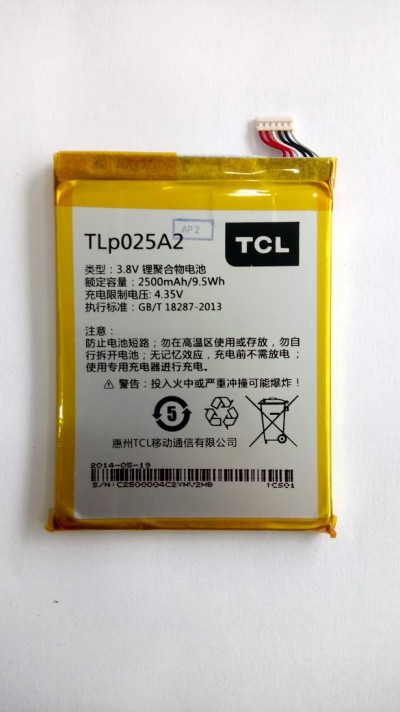 AP 2
TLp025A2
TCL
类型：3.8V 锂聚合物电池
额定容量：2500mAh/9.5Wh
充电限制电压: 4.35V
执行标准：GB/T 18287-2013
注意：
防止电池短路；勿在高温区使用或存放，勿自
行拆开电池；无记忆效应，充电前不需放电；
使用专用充电器进行充电。
警告：投入火中或严重冲撞可能爆炸！
5
惠州TCL移动通信有限公司
2014-05-19
S/N:C2500004C2YHV2HB 1C501